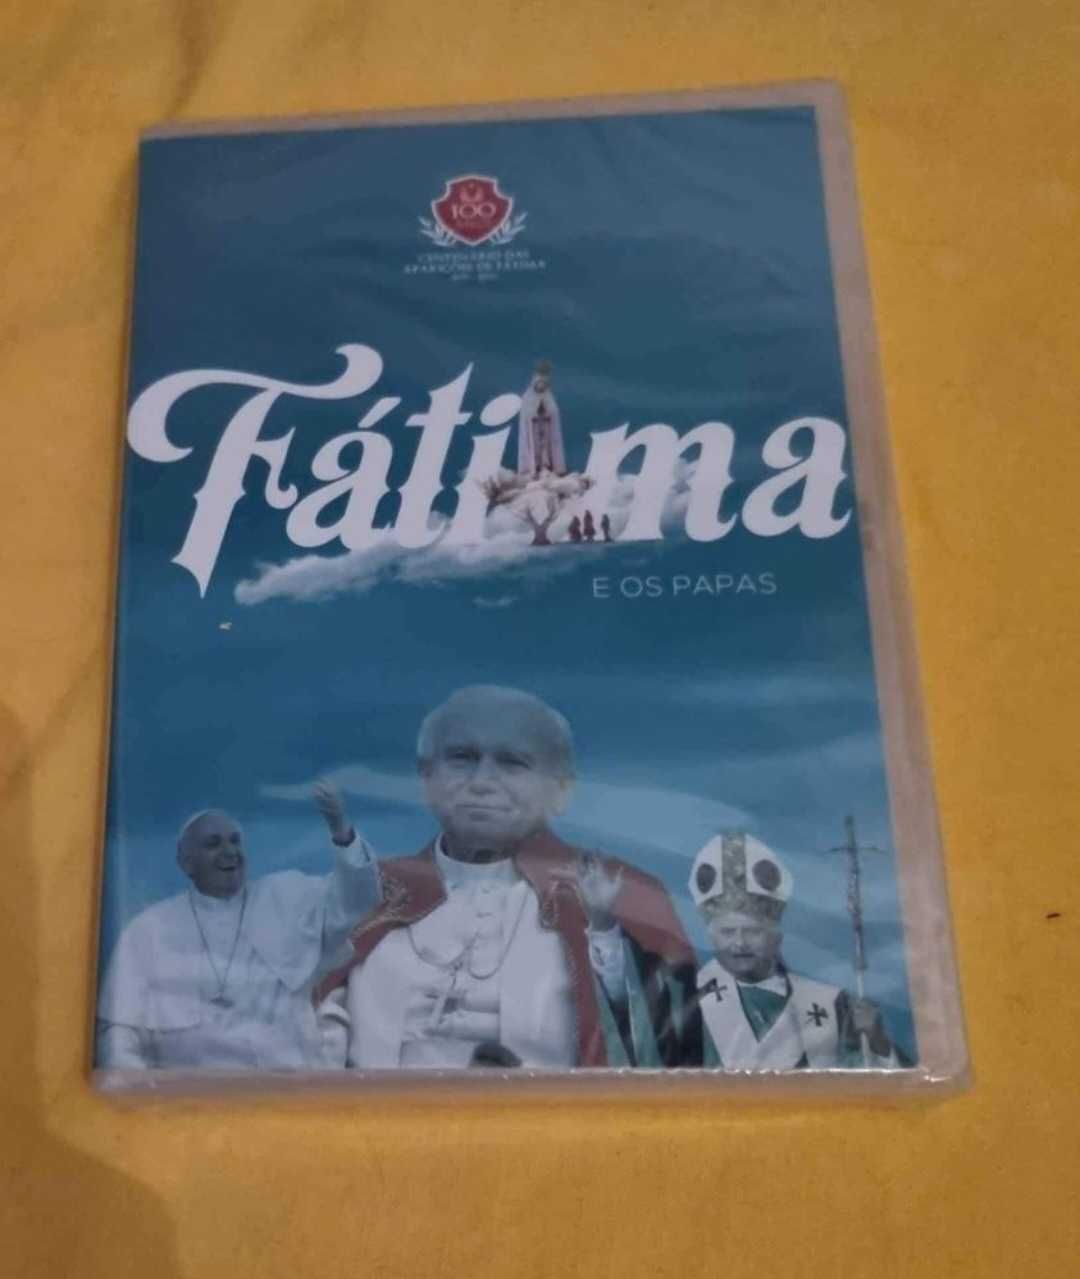 100
CENTENÁRIO DAS
APARIÇÕES DE FÁTIMA
Fátima
E OS PAPAS